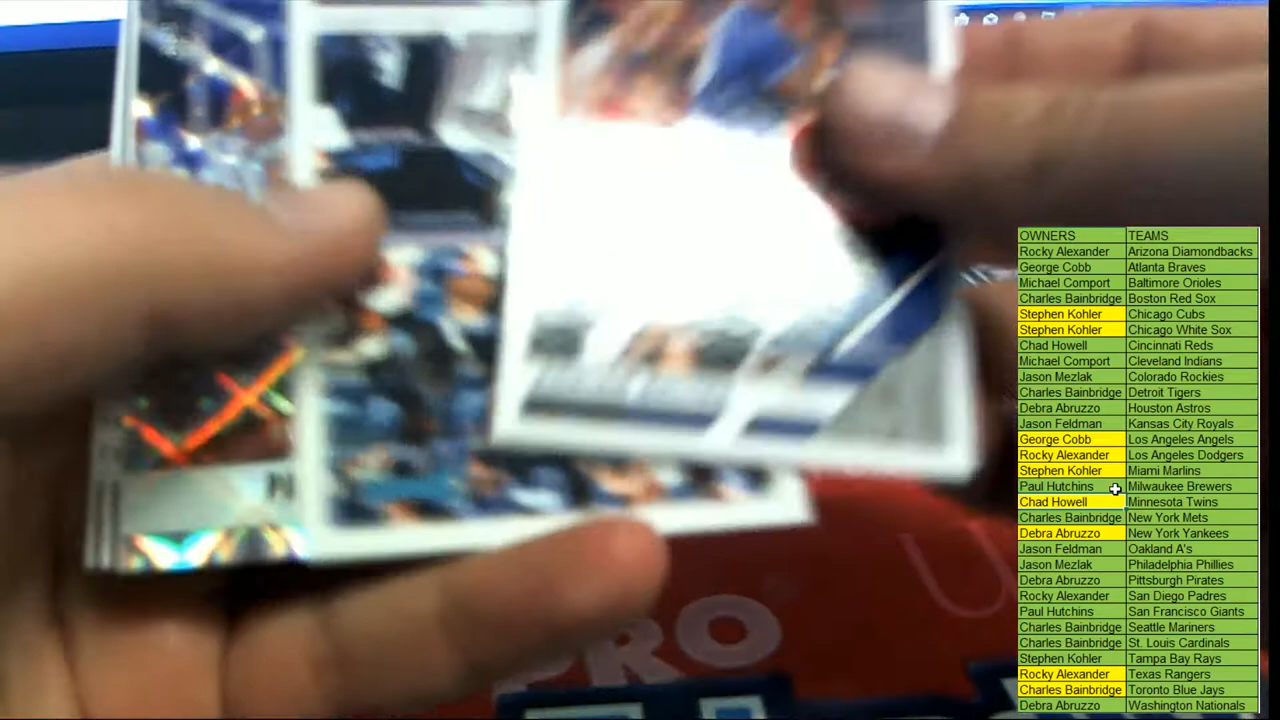 OWNERS TEAMS
Rocky Alexander Arizona Diamondbacks
George Cobb Atlanta Braves
Michael Comport Baltimore Orioles
Charles Bainbridge Boston Red Sox
Stephen Kohler Chicago Cubs
Stephen Kohler Chicago White Sox
Chad Howell Cincinnati Reds
Michael Comport Cleveland Indians
Jason Mezlak Colorado Rockies
Charles Bainbridge Detroit Tigers
Debra Abruzzo Houston Astros
Jason Feldman Kansas City Royals
George Cobb Los Angeles Angels
Rocky Alexander Los Angeles Dodgers
Stephen Kohler Miami Marlins
Paul Hutchins Milwaukee Brewers
Chad Howell Minnesota Twins
Charles Bainbridge New York Mets
Debra Abruzzo New York Yankees
Jason Feldman Oakland A's
Jason Mezlak Philadelphia Phillies
Debra Abruzzo Pittsburgh Pirates
Rocky Alexander San Diego Padres
Paul Hutchins San Francisco Giants
Charles Bainbridge Seattle Mariners
Charles Bainbridge St. Louis Cardinals
Stephen Kohler Tampa Bay Rays
Rocky Alexander Texas Rangers
Charles Bainbridge Toronto Blue Jays
Debra Abruzzo Washington Nationals
PRO